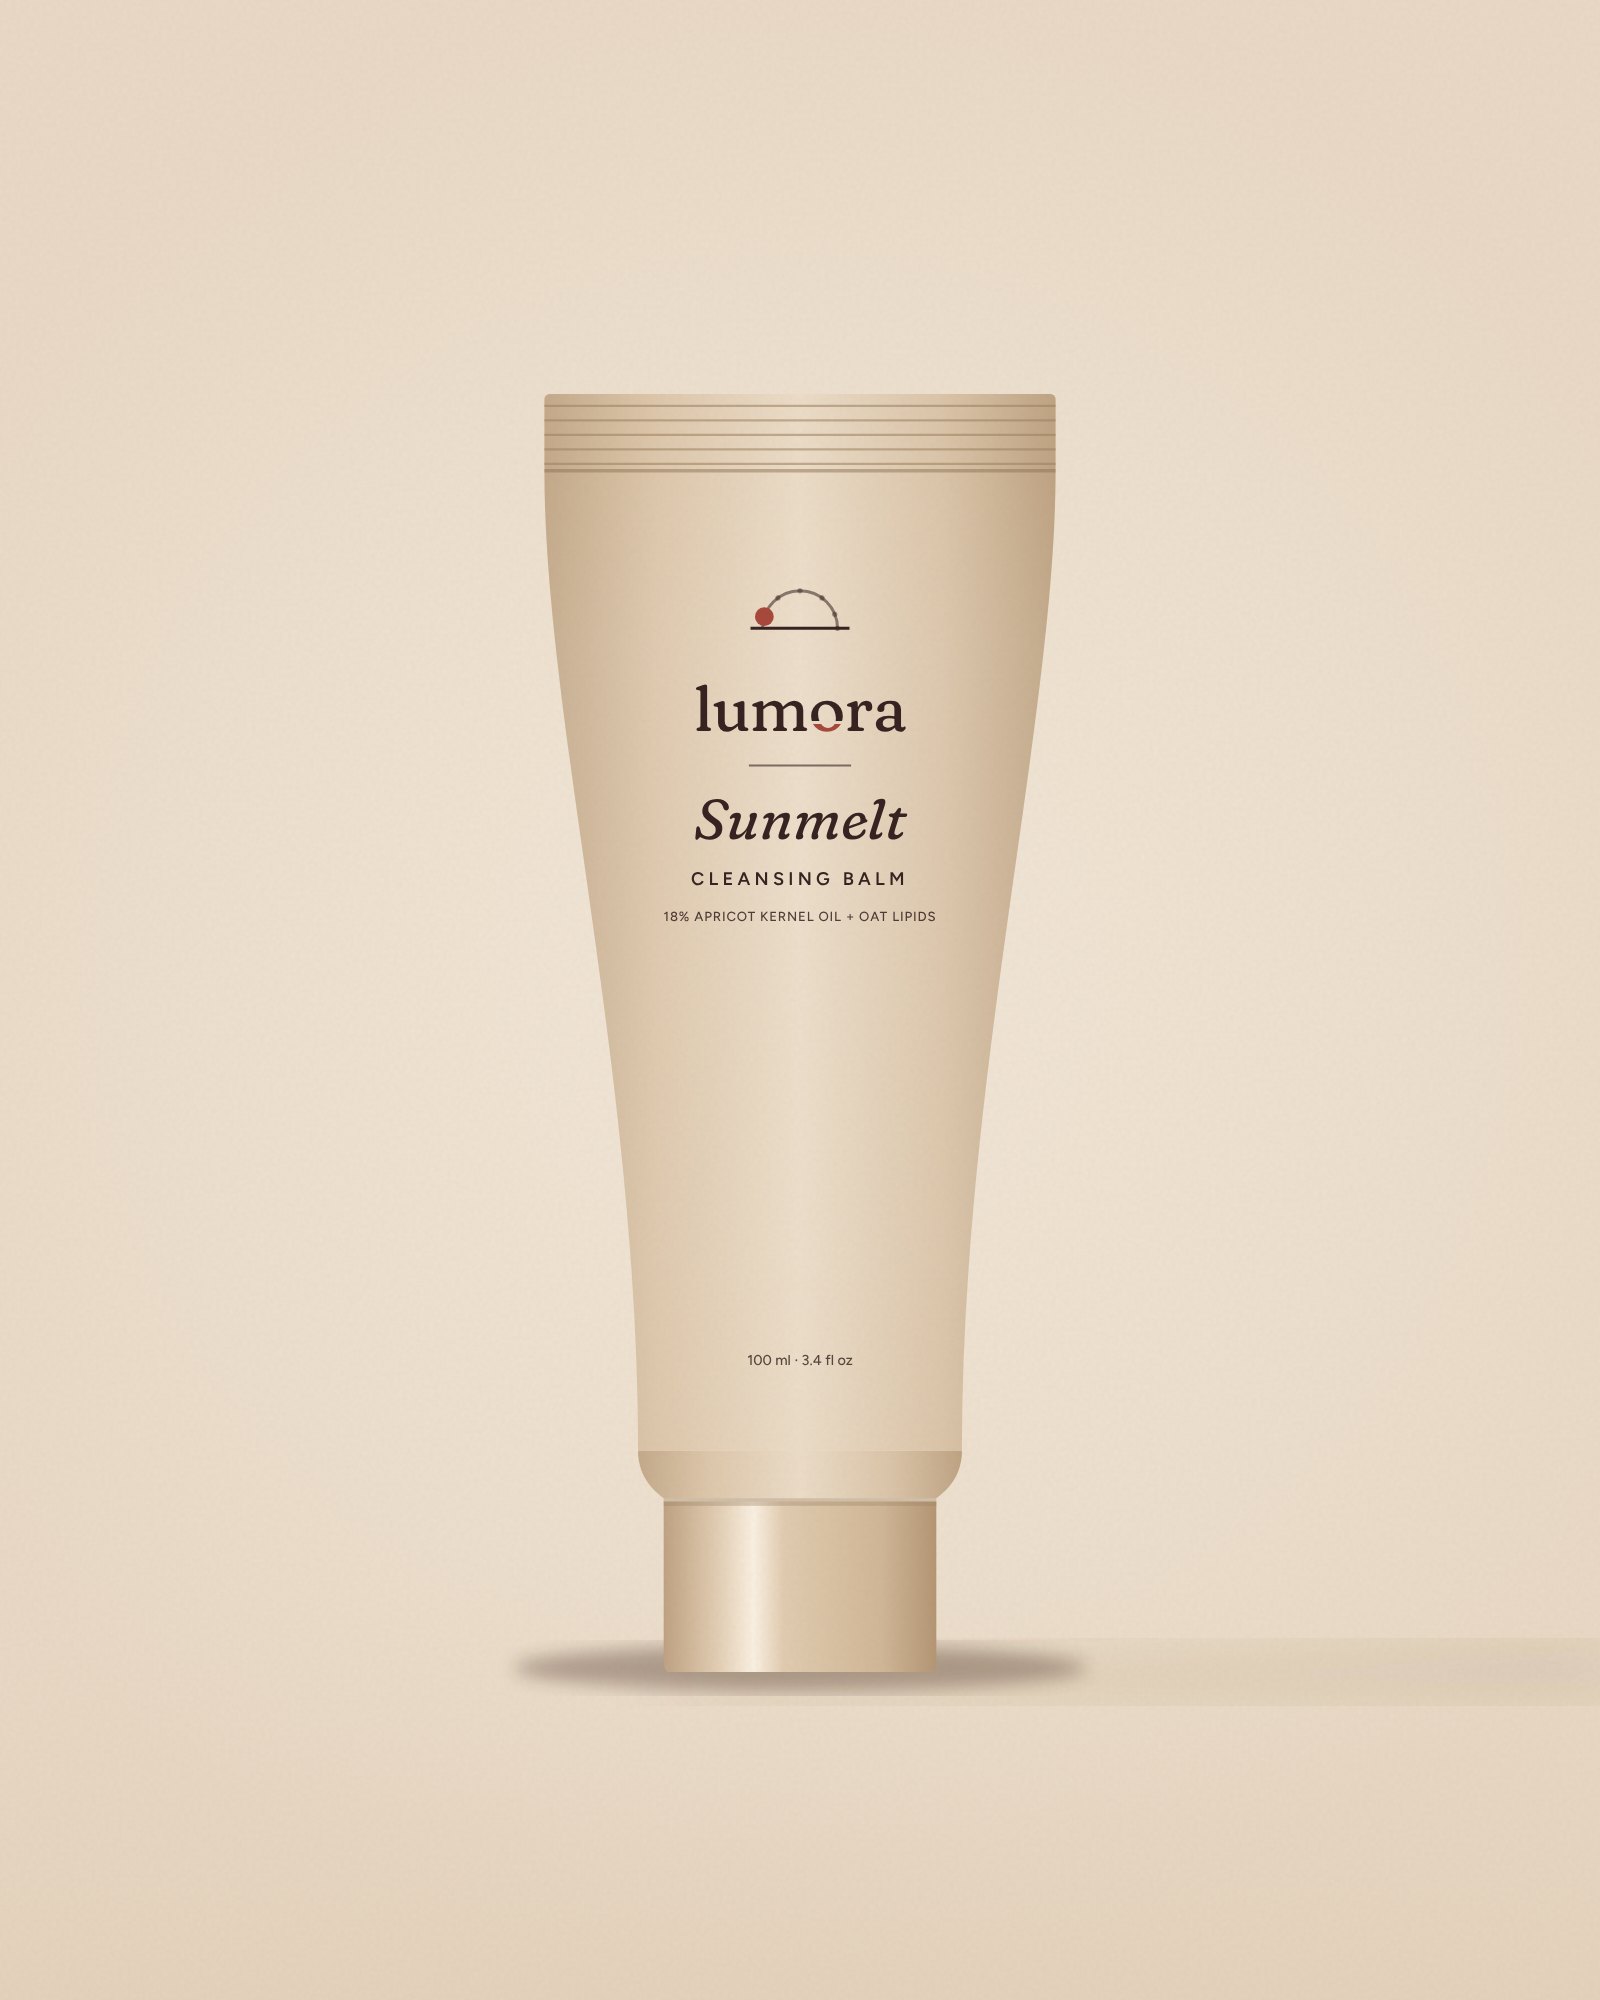 lumora
Sunmelt
CLEANSING BALM
18% APRICOT KERNEL OIL + OAT LIPIDS
100 ml · 3.4 fl oz